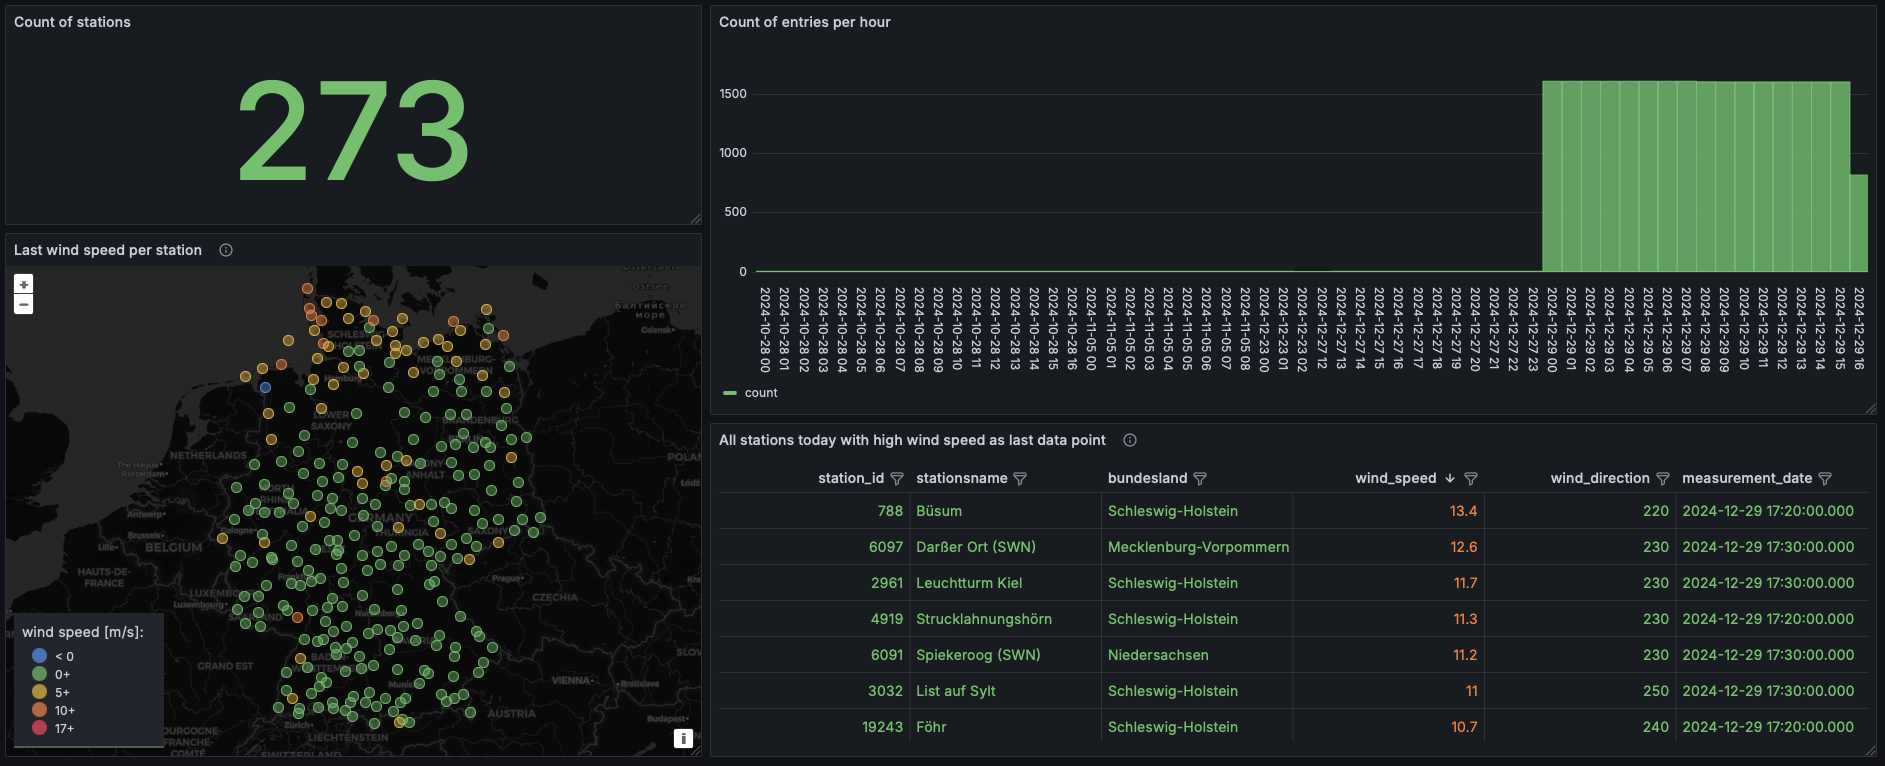 Count of stations
273
Last wind speed per station
+
−
Gdansk
SCHLESWIG-
HOLSTEIN
MECKLENBURG-
VORPOMMERN
Hamburg
LOWER
SAXONY
BRANDENBURG
BERLIN
NETHERLANDS
The Hague
Rotterdam
POLAND
Antwerp
GERMANY
THURINGIA
SAXONY
Cologne
Brussels
Lille
BELGIUM
HAUTS-DE-
FRANCE
Prague
CZECHIA
LUXEMBOURG
Luxembourg
SAARLAND
Nuremberg
BAVARIA
GRAND EST
BADEN-
WÜRTTEMBERG
Munich
VIENNA
Bratislava
AUSTRIA
Zurich
Budapest
LIECHTENSTEIN
BOURGOGNE-
FRANCHE-
COMTÉ
SWITZERLAND
Ostsee
Балтийское
море
wind speed [m/s]:
< 0
0+
5+
10+
17+
i
Count of entries per hour
1500
1000
500
0
2024-10-28 00
2024-10-28 01
2024-10-28 02
2024-10-28 03
2024-10-28 04
2024-10-28 05
2024-10-28 06
2024-10-28 07
2024-10-28 08
2024-10-28 09
2024-10-28 10
2024-10-28 11
2024-10-28 12
2024-10-28 13
2024-10-28 14
2024-10-28 15
2024-10-28 16
2024-11-05 00
2024-11-05 01
2024-11-05 02
2024-11-05 03
2024-11-05 04
2024-11-05 05
2024-11-05 06
2024-11-05 07
2024-11-05 08
2024-12-23 00
2024-12-23 01
2024-12-23 02
2024-12-27 12
2024-12-27 13
2024-12-27 14
2024-12-27 15
2024-12-27 16
2024-12-27 17
2024-12-27 18
2024-12-27 19
2024-12-27 20
2024-12-27 21
2024-12-27 22
2024-12-27 23
2024-12-29 00
2024-12-29 01
2024-12-29 02
2024-12-29 03
2024-12-29 04
2024-12-29 05
2024-12-29 06
2024-12-29 07
2024-12-29 08
2024-12-29 09
2024-12-29 10
2024-12-29 11
2024-12-29 12
2024-12-29 13
2024-12-29 14
2024-12-29 15
2024-12-29 16
count
All stations today with high wind speed as last data point
station_id stationsname bundesland wind_speed wind_direction measurement_date
788 Büsum Schleswig-Holstein 13.4 220 2024-12-29 17:20:00.000
6097 Darßer Ort (SWN) Mecklenburg-Vorpommern 12.6 230 2024-12-29 17:30:00.000
2961 Leuchtturm Kiel Schleswig-Holstein 11.7 230 2024-12-29 17:30:00.000
4919 Strucklahnungshörn Schleswig-Holstein 11.3 230 2024-12-29 17:20:00.000
6091 Spiekeroog (SWN) Niedersachsen 11.2 230 2024-12-29 17:30:00.000
3032 List auf Sylt Schleswig-Holstein 11 250 2024-12-29 17:30:00.000
19243 Föhr Schleswig-Holstein 10.7 240 2024-12-29 17:20:00.000